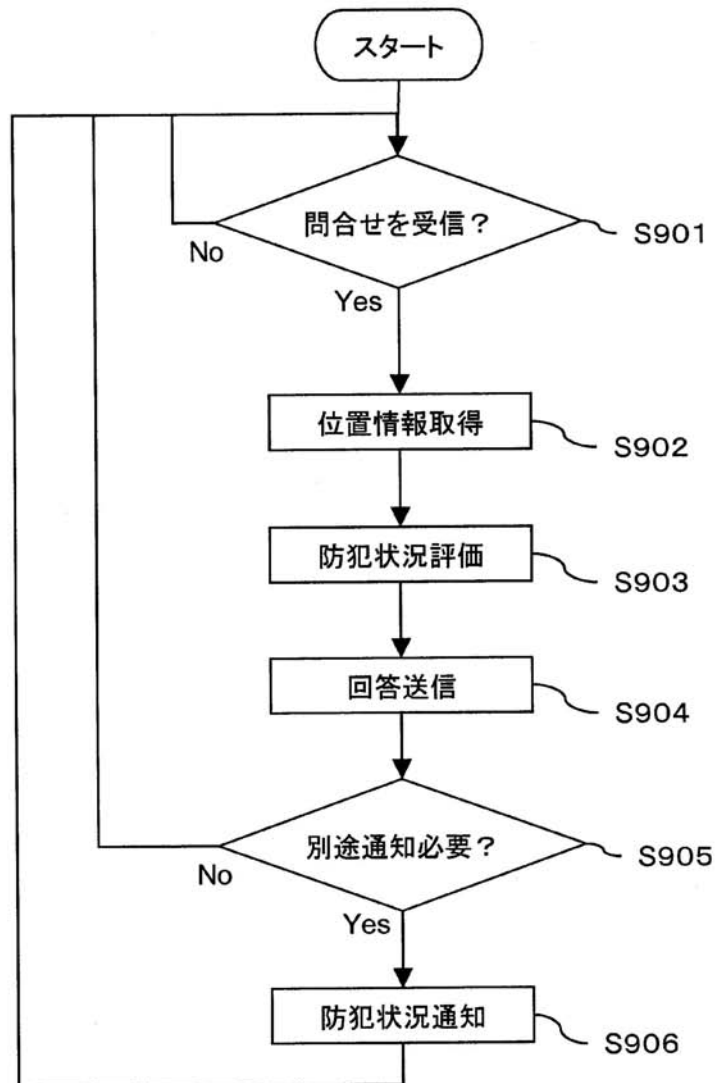 スタート
問合せを受信?
S901
No
Yes
位置情報取得
S902
防犯状況評価
S903
回答送信
S904
別途通知必要?
S905
No
Yes
防犯状況通知
S906